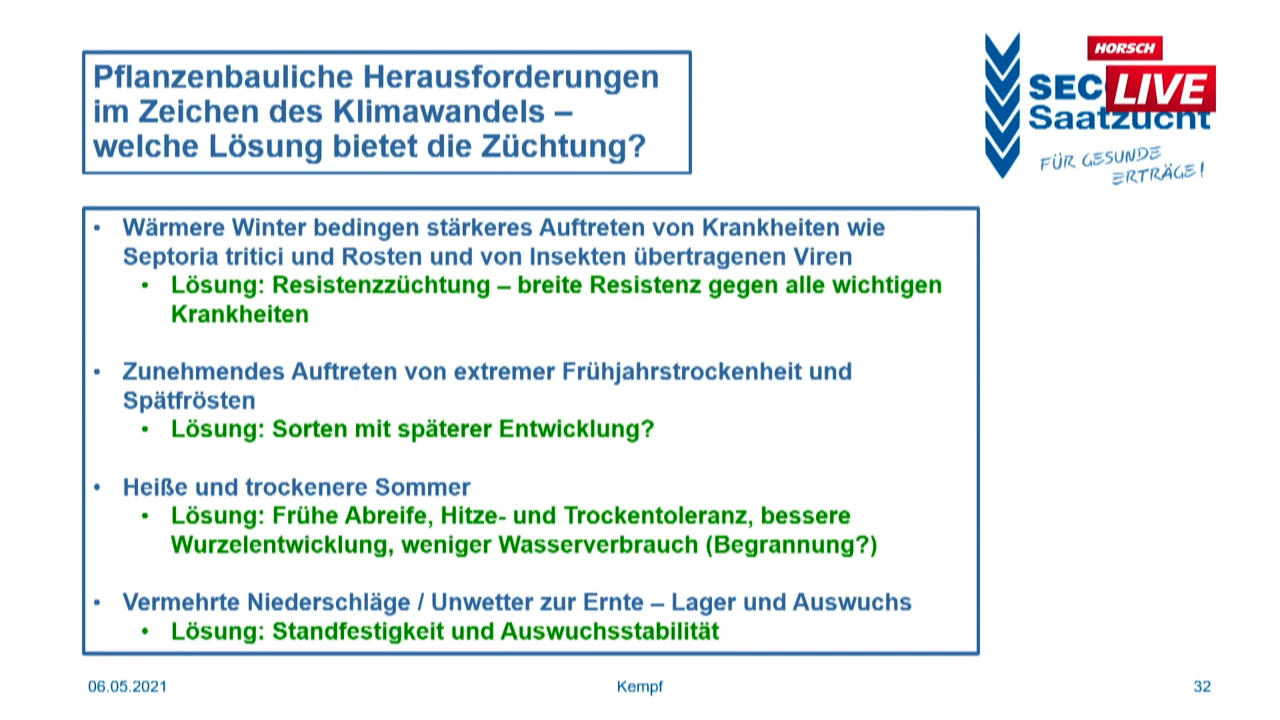 Pflanzenbauliche Herausforderungen
im Zeichen des Klimawandels –
welche Lösung bietet die Züchtung?
HORSCH
LIVE
SEC
Saatzucht
FÜR GESUNDE
ERTRÄGE!
• Wärmere Winter bedingen stärkeres Auftreten von Krankheiten wie
Septoria tritici und Rosten und von Insekten übertragenen Viren
• Lösung: Resistenzzüchtung – breite Resistenz gegen alle wichtigen
Krankheiten
• Zunehmendes Auftreten von extremer Frühjahrstrockenheit und
Spätfrösten
• Lösung: Sorten mit späterer Entwicklung?
• Heiße und trockenere Sommer
• Lösung: Frühe Abreife, Hitze- und Trockentoleranz, bessere
Wurzelentwicklung, weniger Wasserverbrauch (Begrannung?)
• Vermehrte Niederschläge / Unwetter zur Ernte – Lager und Auswuchs
• Lösung: Standfestigkeit und Auswuchsstabilität
06.05.2021 Kempf 32